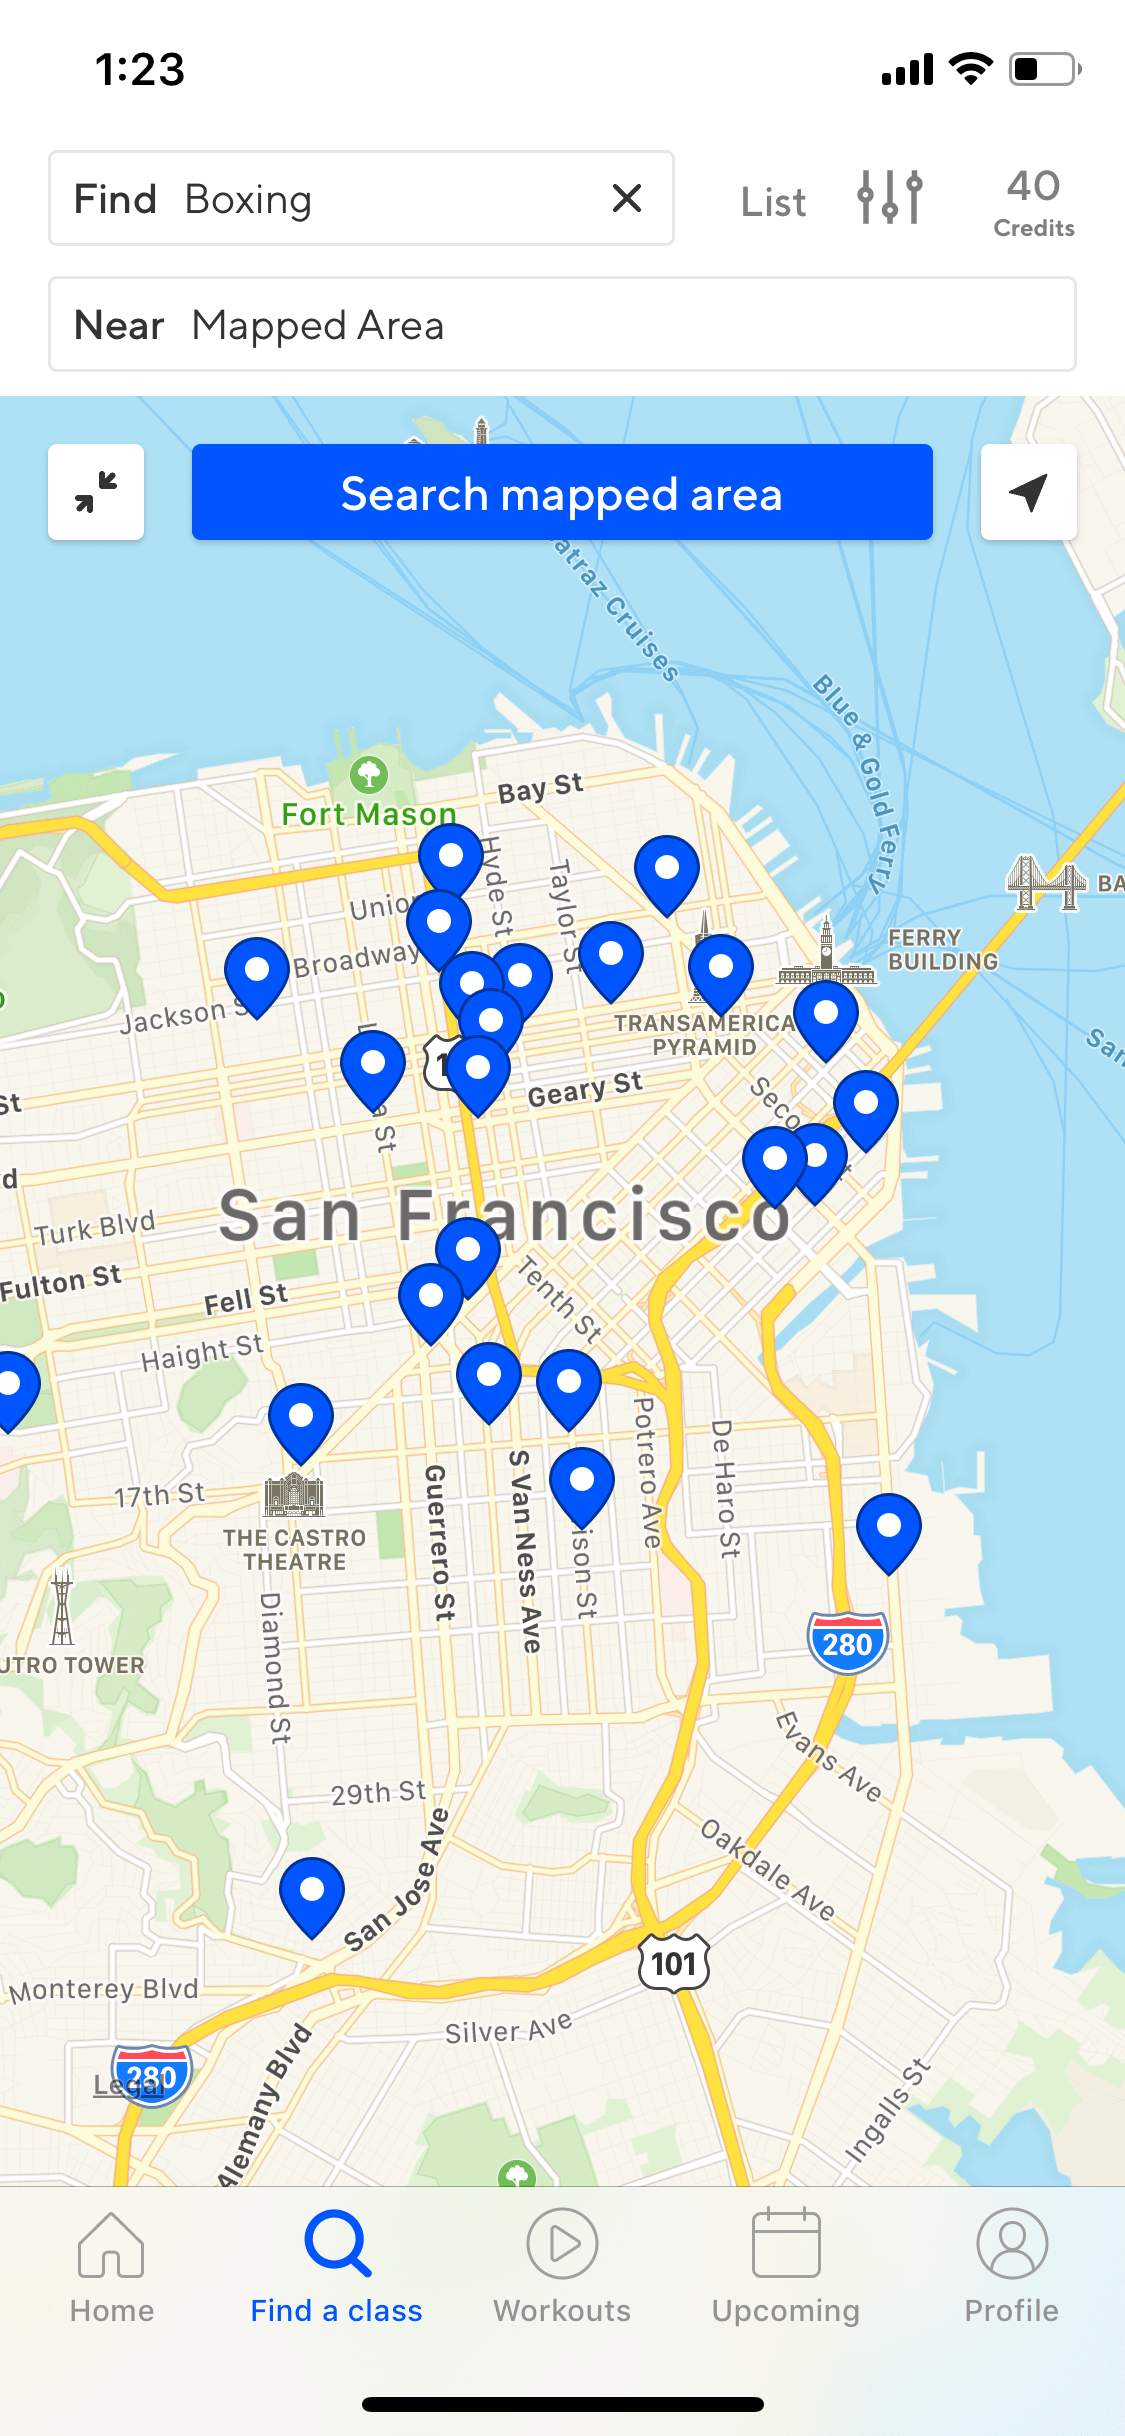 1:23
Find Boxing
List
40
Credits
Near Mapped Area
Search mapped area
atraz Cruises
Blue & Gold Ferry
Bay St
Fort Mason
Hyde St
Taylor St
Union
Broadway
Jackson S
FERRY
BUILDING
BA
San
TRANSAMERICA
PYRAMID
Geary St
Seco
a St
St
d
San Francisco
Turk Blvd
Fulton St
Fell St
Haight St
Tenth St
17th St
THE CASTRO
THEATRE
Guerrero St
S Van Ness Ave
ison St
Potrero Ave
De Haro St
UTRO TOWER
Diamond St
280
Evans Ave
29th St
San Jose Ave
Oakdale Ave
101
Monterey Blvd
Silver Ave
280
Legal
Alemany Blvd
Ingalls St
Home
Find a class
Workouts
Upcoming
Profile